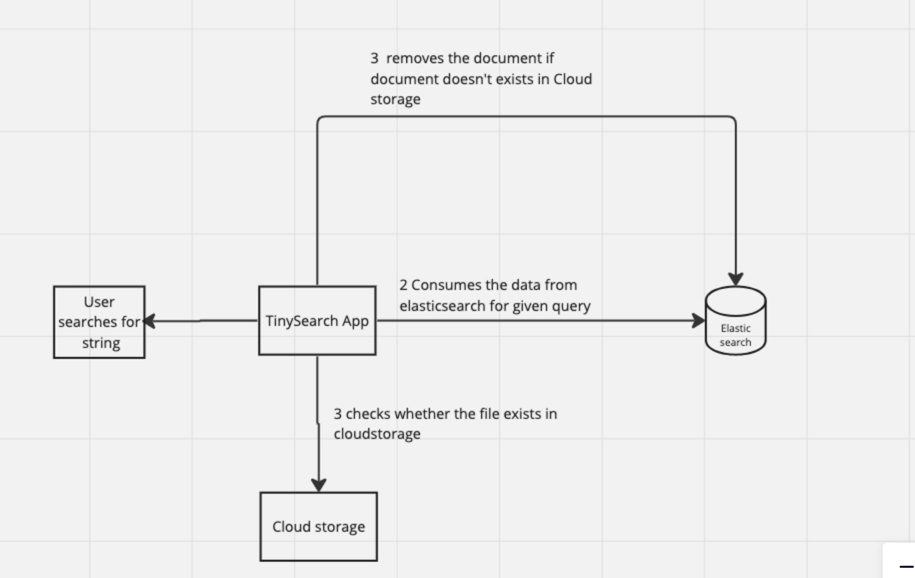 3  removes the document if
document doesn't exists in Cloud
storage
2 Consumes the data from
elasticsearch for given query
User
searches for
string
TinySearch App
Elastic
search
3 checks whether the file exists in
cloudstorage
Cloud storage